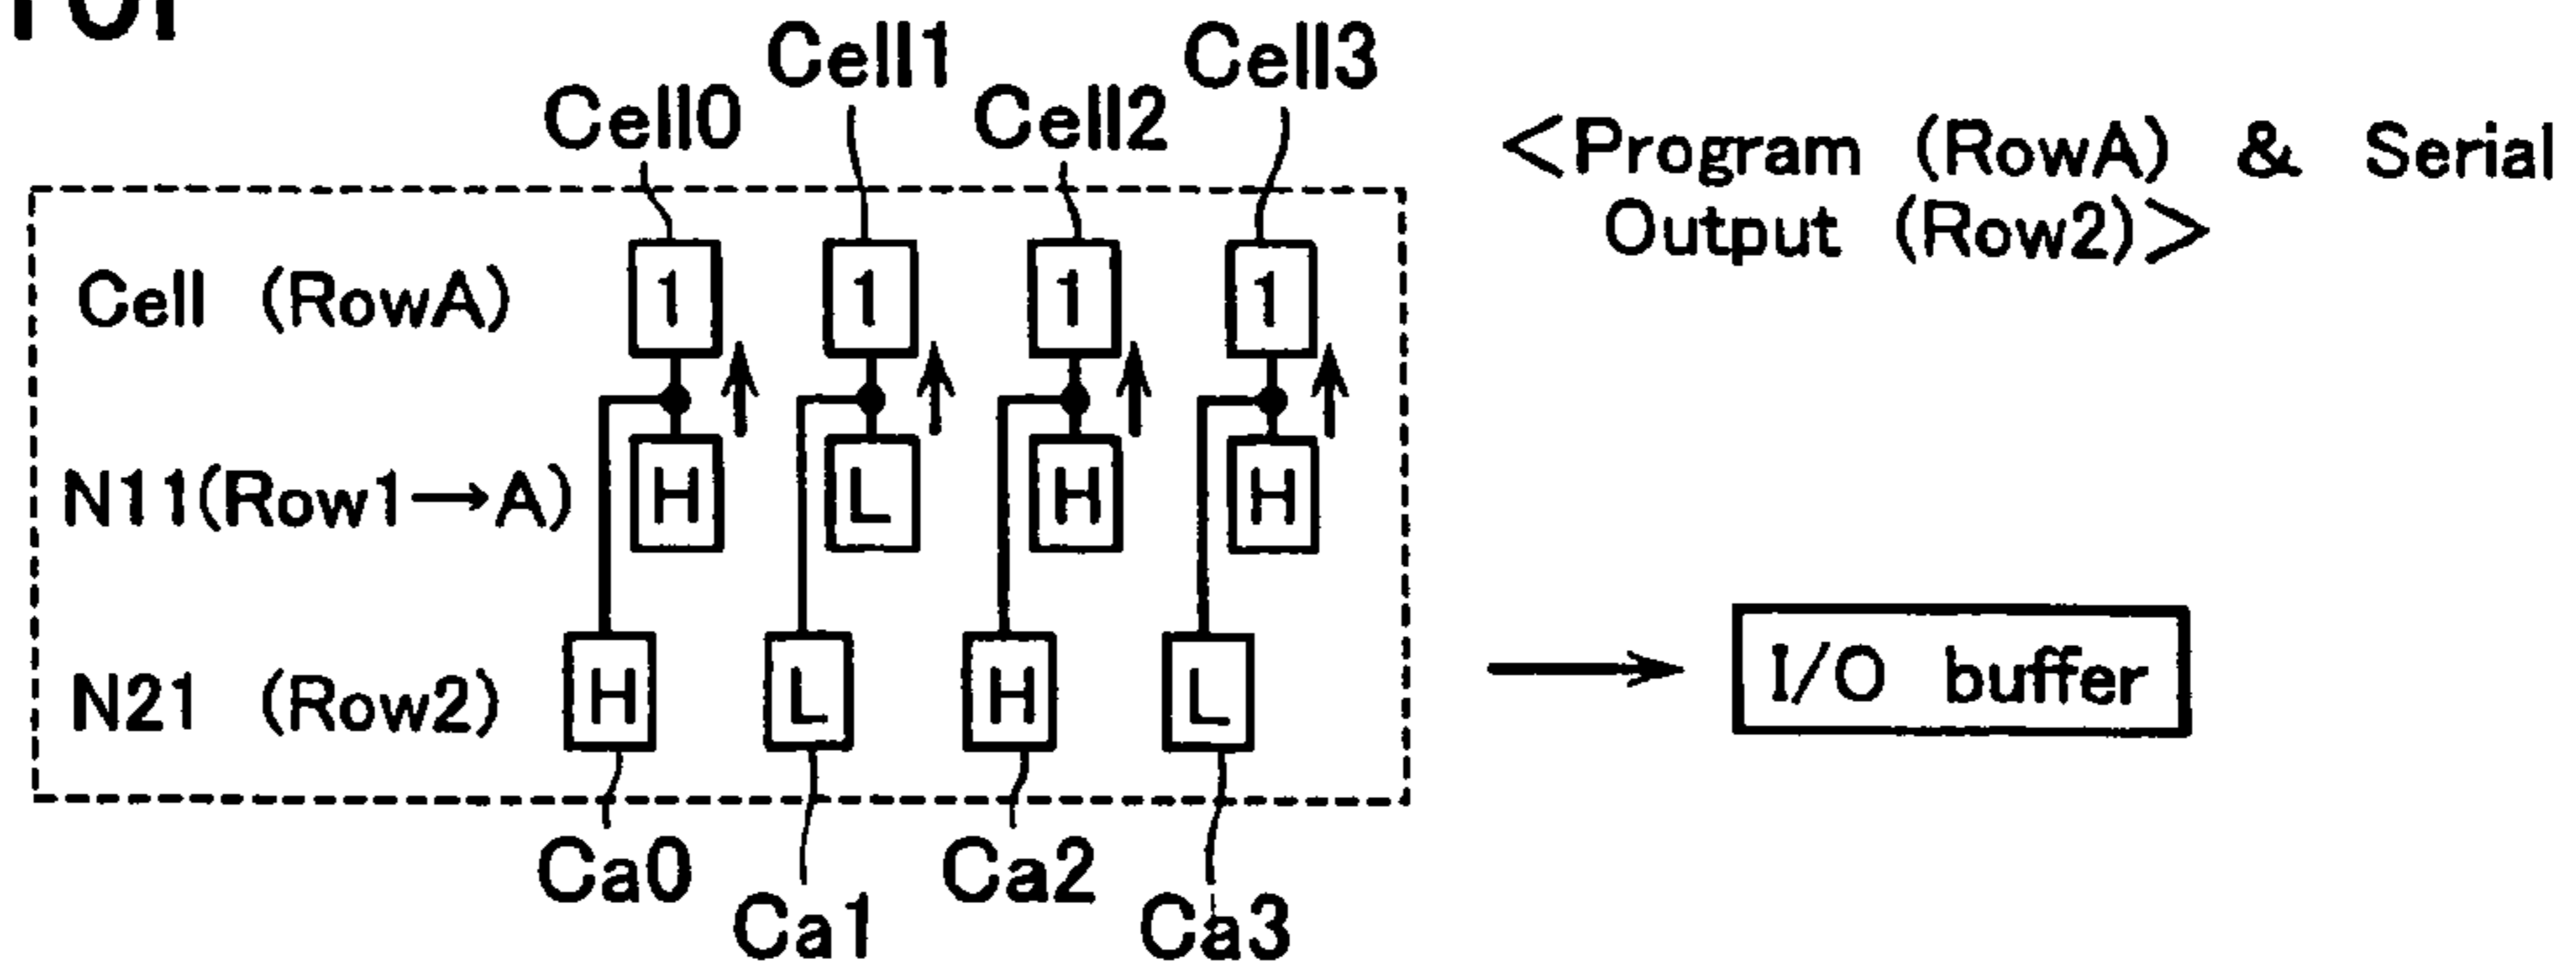 Cell0 Cell1 Cell2 Cell3
<Program (RowA) & Serial
Output (Row2)>
Cell (RowA) 1 1 1 1
N11(Row1→A) H L H H
N21 (Row2) H L H L
I/O buffer
Ca0 Ca1 Ca2 Ca3